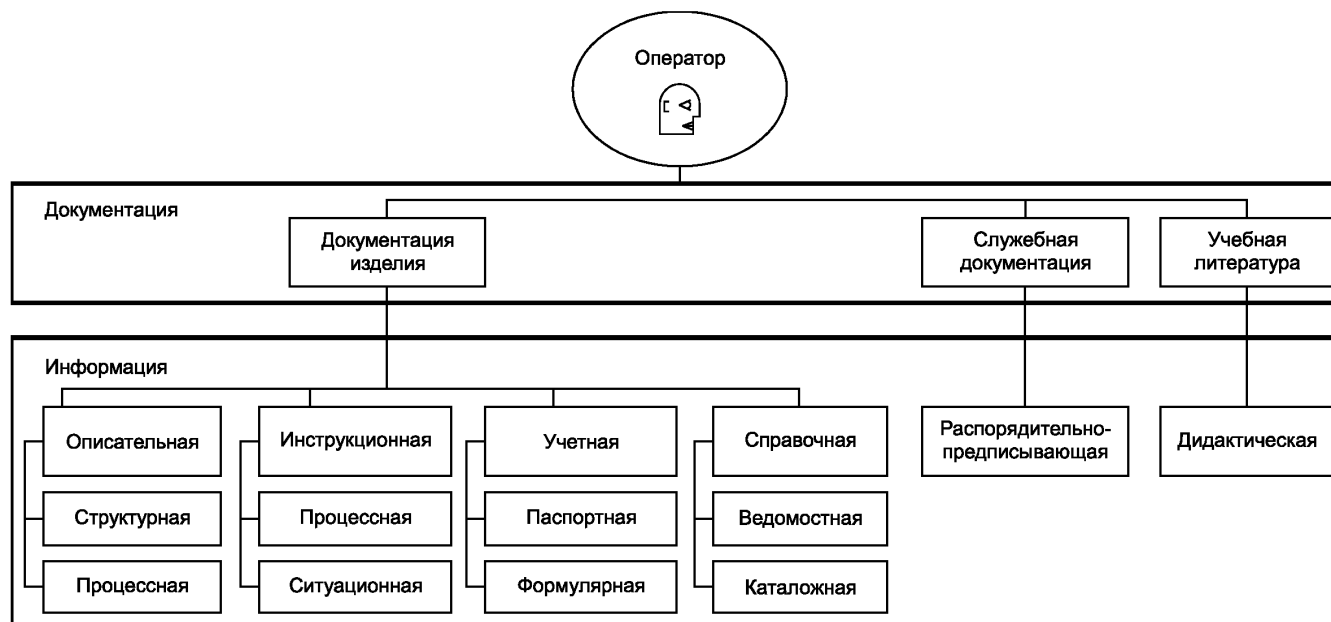 Оператор
Документация
Документация
изделия
Служебная
документация
Учебная
литература
Информация
Описательная
Инструкционная
Учетная
Справочная
Распорядительно-
предписывающая
Дидактическая
Структурная
Процессная
Паспортная
Ведомостная
Процессная
Ситуационная
Формулярная
Каталожная